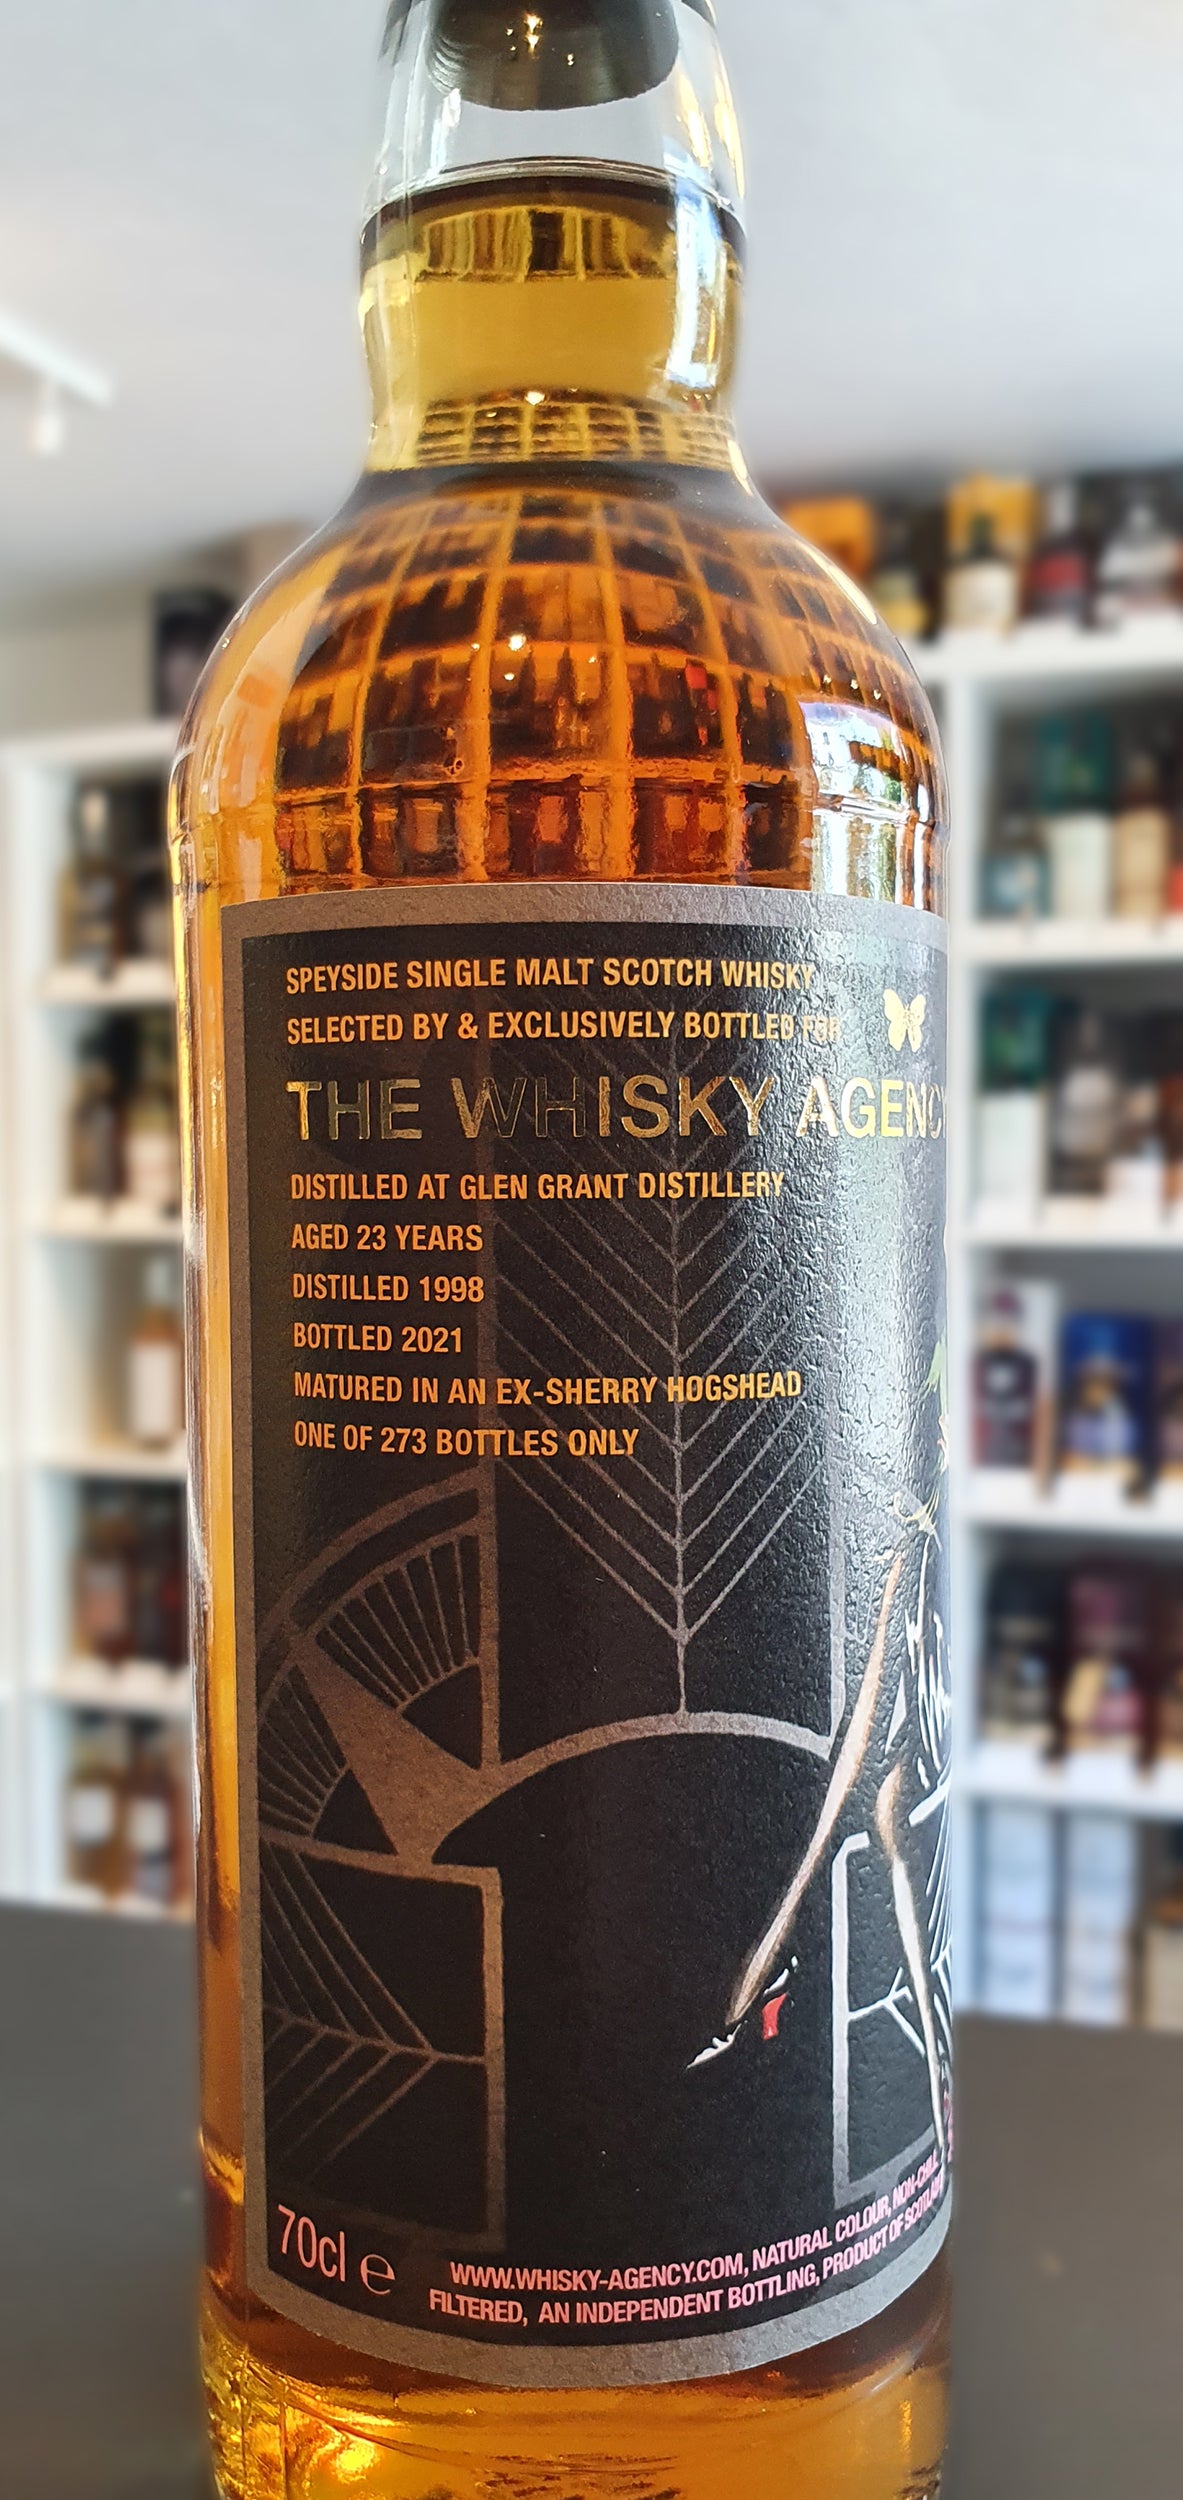 SPEYSIDE SINGLE MALT SCOTCH WHISKY
SELECTED BY & EXCLUSIVELY BOTTLED FOR
THE WHISKY AGENCY
DISTILLED AT GLEN GRANT DISTILLERY
AGED 23 YEARS
DISTILLED 1998
BOTTLED 2021
MATURED IN AN EX-SHERRY HOGSHEAD
ONE OF 273 BOTTLES ONLY
70cl ℮
WWW.WHISKY-AGENCY.COM, NATURAL COLOUR, NON-CHILL
FILTERED, AN INDEPENDENT BOTTLING, PRODUCT OF SCOTLAND